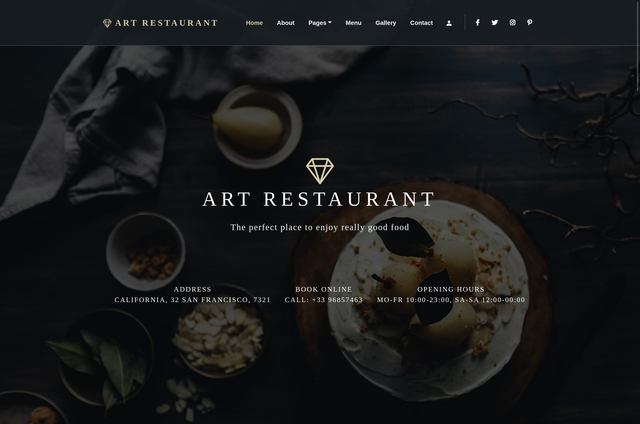 ART RESTAURANT
Home About Pages Menu Gallery Contact
ART RESTAURANT
The perfect place to enjoy really good food
ADDRESS
CALIFORNIA, 32 SAN FRANCISCO, 7321
BOOK ONLINE
CALL: +33 96857463
OPENING HOURS
MO-FR 10:00-23:00, SA-SA 12:00-00:00